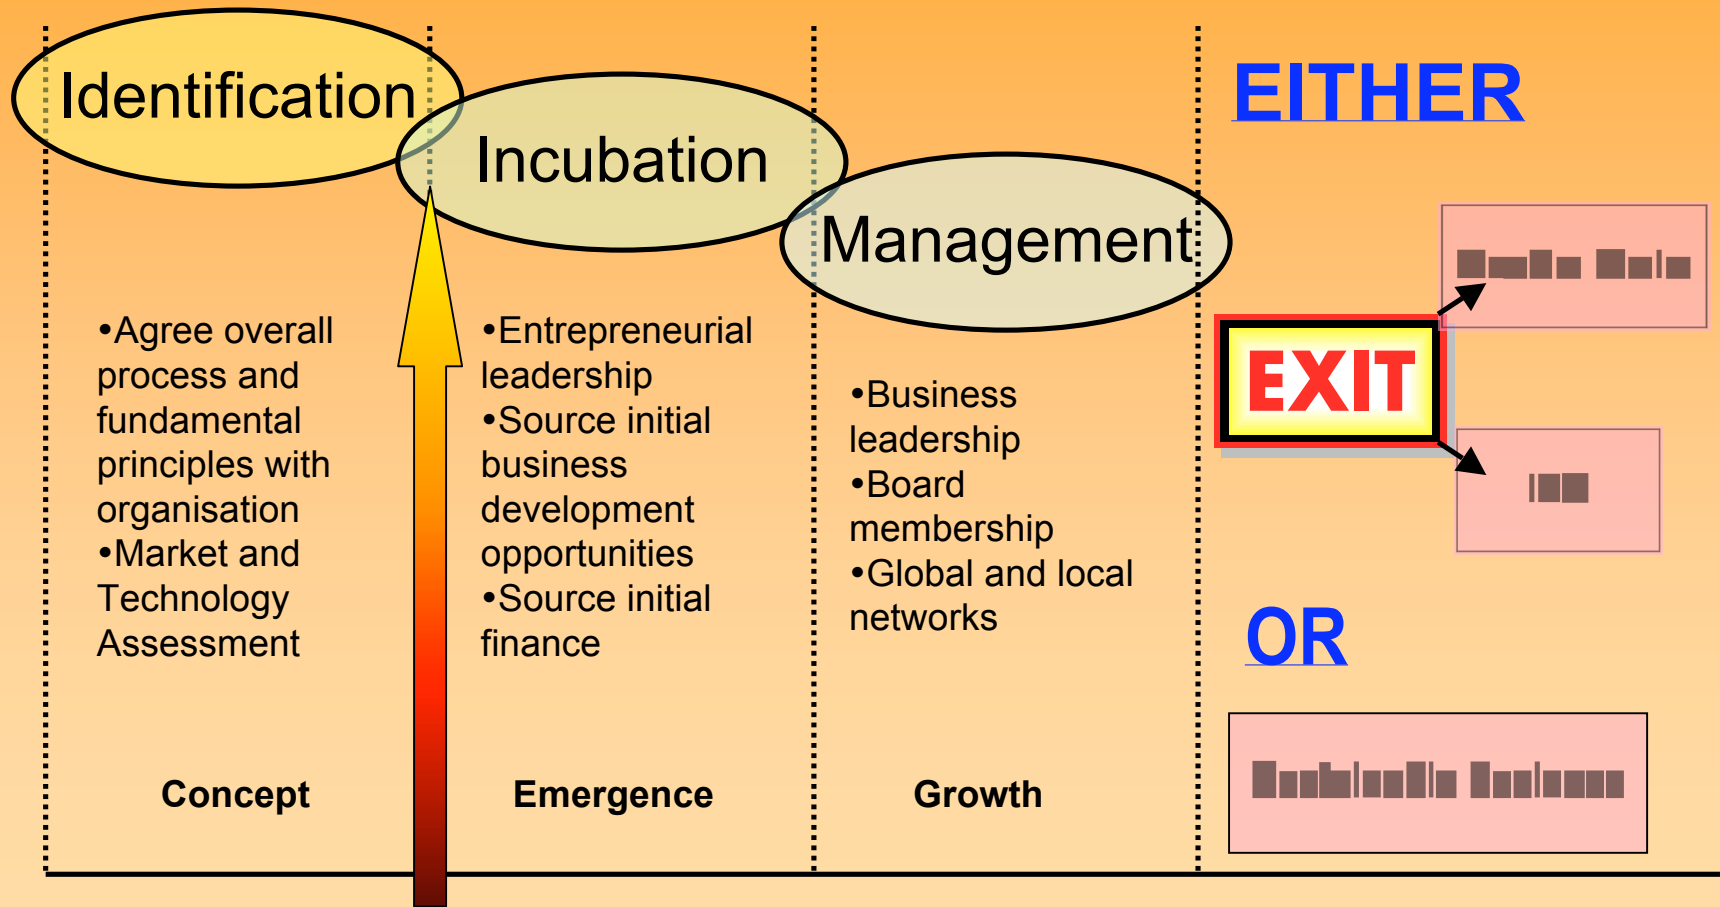 Identification
Incubation
Management
EITHER
•Agree overall
process and
fundamental
principles with
organisation
•Market and
Technology
Assessment
•Entrepreneurial
leadership
•Source initial
business
development
opportunities
•Source initial
finance
•Business
leadership
•Board
membership
•Global and local
networks
EXIT
OR
Concept
Emergence
Growth